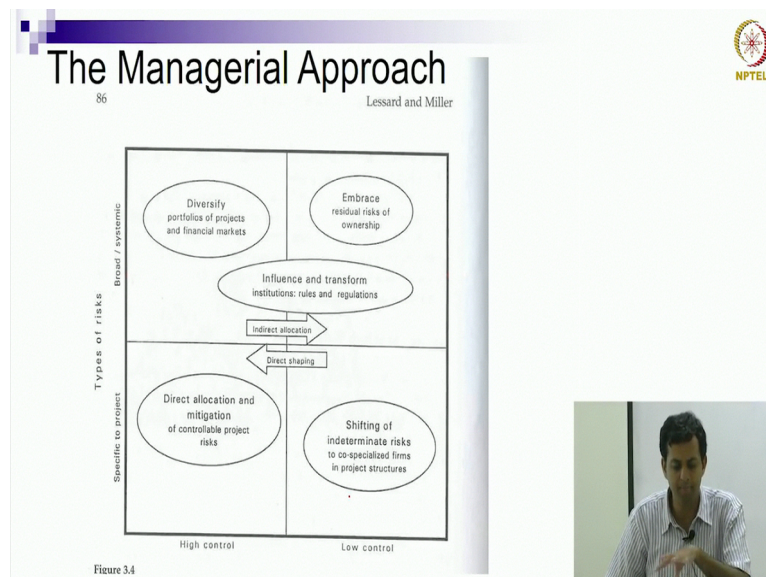 The Managerial Approach
NPTEL
86
Lessard and Miller
Diversify
portfolios of projects
and financial markets
Embrace
residual risks of
ownership
Influence and transform
institutions: rules and regulations
Indirect allocation
Direct shaping
Direct allocation and
mitigation
of controllable project
risks
Shifting of
indeterminate risks
to co-specialized firms
in project structures
Types of risks
Broad / systemic
Specific to project
High control
Low control
Figure 3.4